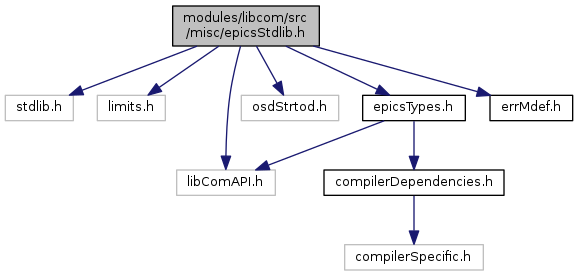 modules/libcom/src
/misc/epicsStdlib.h
stdlib.h
limits.h
osdStrtod.h
epicsTypes.h
errMdef.h
libComAPI.h
compilerDependencies.h
compilerSpecific.h